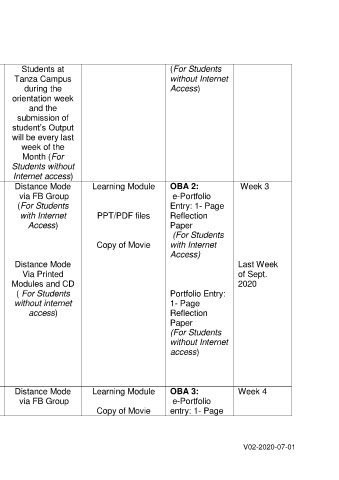 Students at
Tanza Campus
during the
orientation week
and the
submission of
student's Output
will be every last
week of the
Month (For
Students without
Internet access)
(For Students
without Internet
Access)
Distance Mode
via FB Group
(For Students
with Internet
Access)
Distance Mode
Via Printed
Modules and CD
( For Students
without internet
access)
Learning Module
PPT/PDF files
Copy of Movie
OBA 2:
e-Portfolio
Entry: 1- Page
Reflection
Paper
(For Students
with Internet
Access)
Portfolio Entry:
1- Page
Reflection
Paper
(For Students
without Internet
access)
Week 3
Last Week
of Sept.
2020
Distance Mode
via FB Group
Learning Module
Copy of Movie
OBA 3:
e-Portfolio
entry: 1- Page
Week 4
V02-2020-07-01